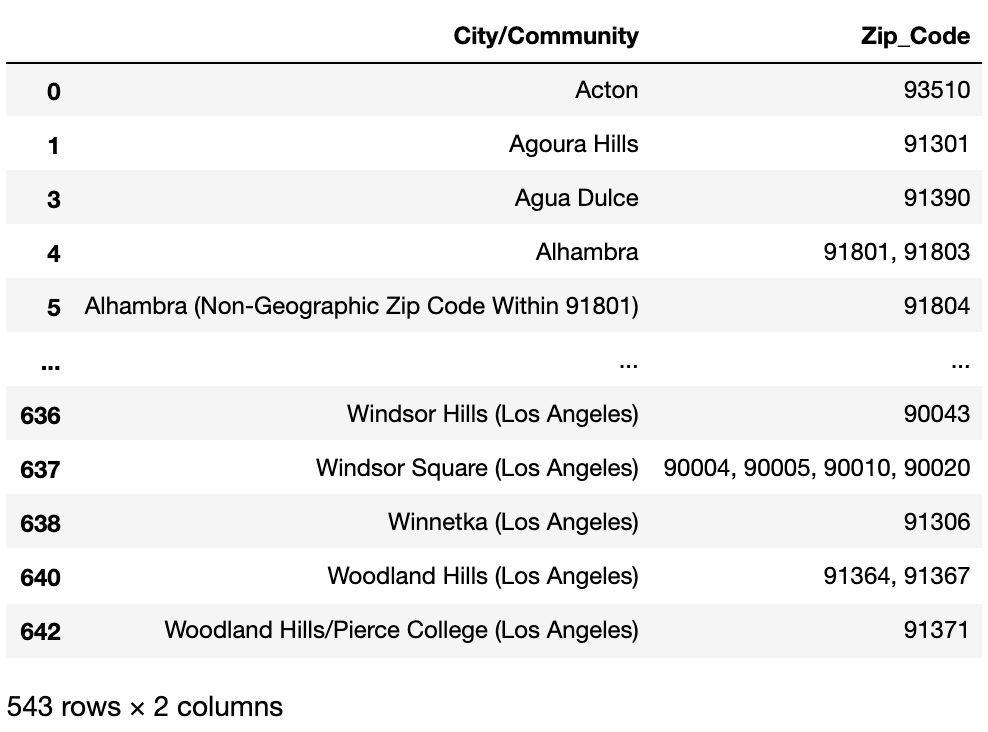 City/Community Zip_Code
0 Acton 93510
1 Agoura Hills 91301
3 Agua Dulce 91390
4 Alhambra 91801, 91803
5 Alhambra (Non-Geographic Zip Code Within 91801) 91804
... ... ...
636 Windsor Hills (Los Angeles) 90043
637 Windsor Square (Los Angeles) 90004, 90005, 90010, 90020
638 Winnetka (Los Angeles) 91306
640 Woodland Hills (Los Angeles) 91364, 91367
642 Woodland Hills/Pierce College (Los Angeles) 91371
543 rows × 2 columns